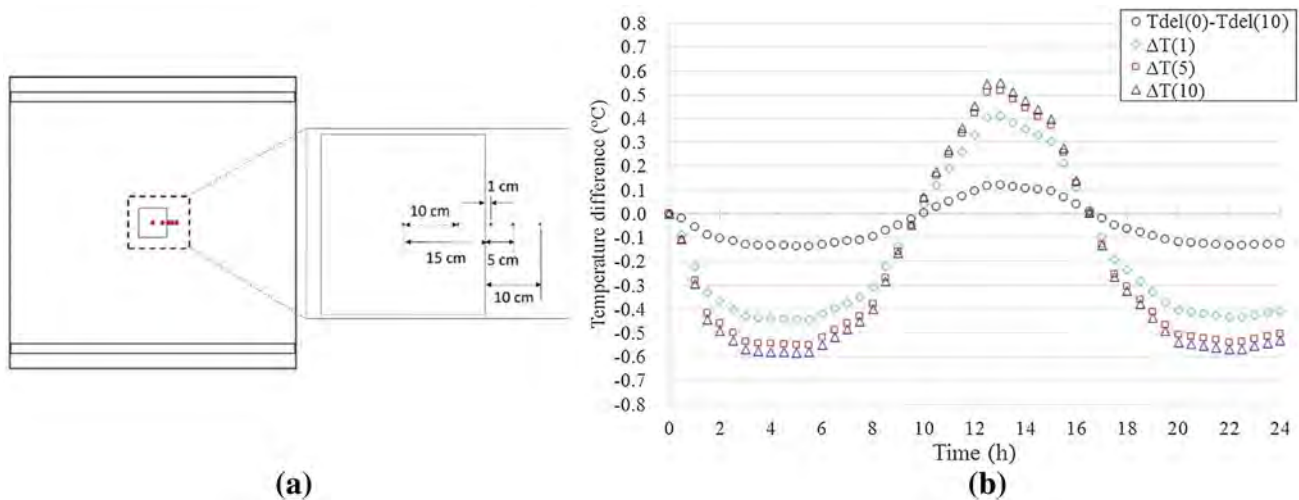 1 cm
10 cm
15 cm
5 cm
10 cm
(a)
Temperature difference (°C)
0.8
0.7
0.6
0.5
0.4
0.3
0.2
0.1
0.0
-0.1
-0.2
-0.3
-0.4
-0.5
-0.6
-0.7
-0.8
Tdel(0)-Tdel(10)
ΔT(1)
ΔT(5)
ΔT(10)
0 2 4 6 8 10 12 14 16 18 20 22 24
Time (h)
(b)